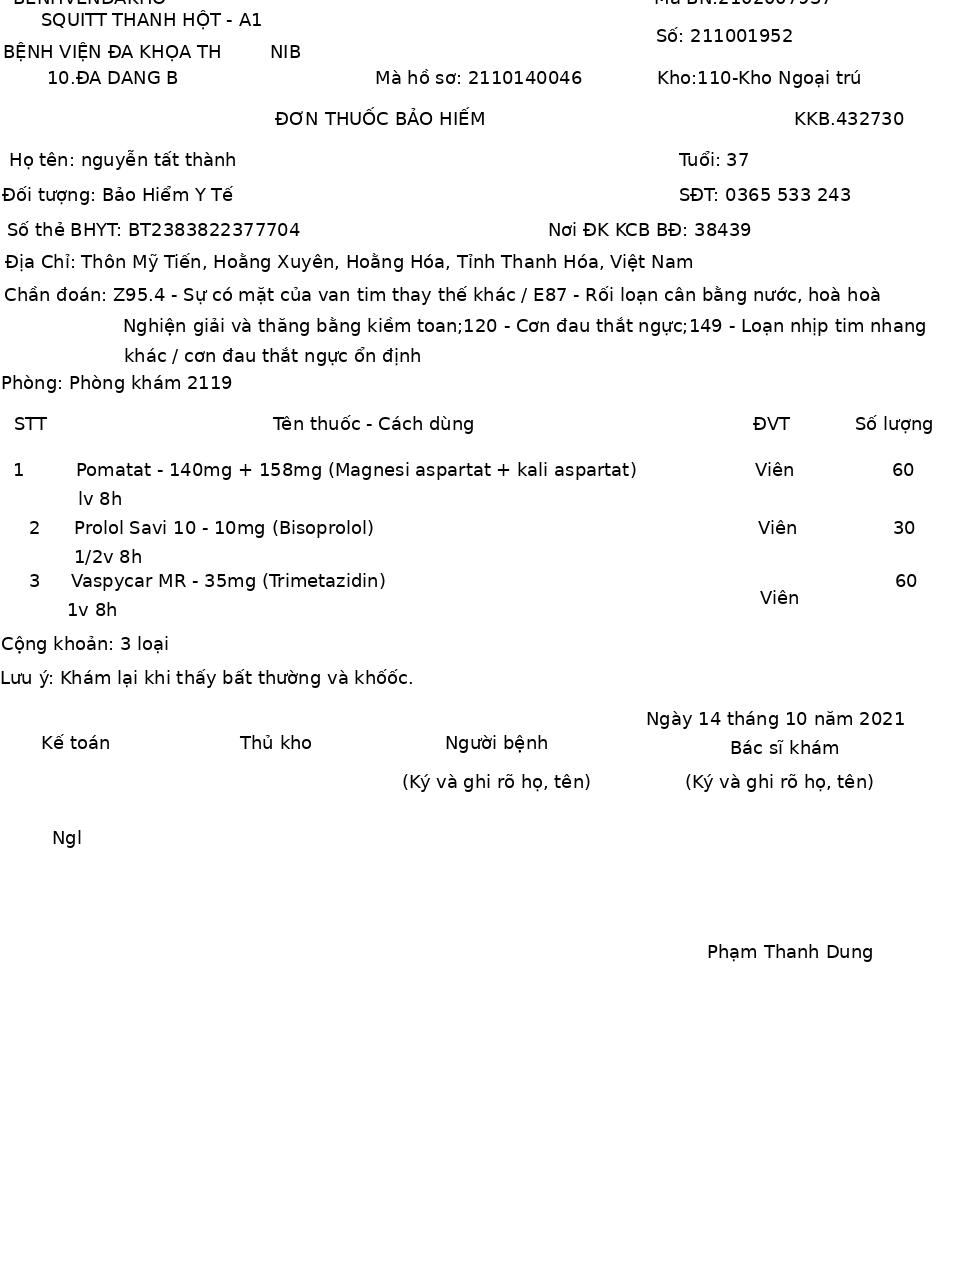 SQUITT THANH HỘT - A1
Số: 211001952
BỆNH VIỆN ĐA KHỌA TH NIB
10.ĐA DANG B Mà hồ sơ: 2110140046 Kho:110-Kho Ngoại trú
ĐƠN THUỐC BẢO HIẾM KKB.432730
Họ tên: nguyễn tất thành Tuổi: 37
Đối tượng: Bảo Hiểm Y Tế SĐT: 0365 533 243
Số thẻ BHYT: BT2383822377704 Nơi ĐK KCB BĐ: 38439
Địa Chỉ: Thôn Mỹ Tiến, Hoằng Xuyên, Hoằng Hóa, Tỉnh Thanh Hóa, Việt Nam
Chần đoán: Z95.4 - Sự có mặt của van tim thay thế khác / E87 - Rối loạn cân bằng nước, hoà hoà
Nghiện giải và thăng bằng kiềm toan;120 - Cơn đau thắt ngực;149 - Loạn nhịp tim nhang
khác / cơn đau thắt ngực ổn định
Phòng: Phòng khám 2119
STT Tên thuốc - Cách dùng ĐVT Số lượng
1 Pomatat - 140mg + 158mg (Magnesi aspartat + kali aspartat) Viên 60
lv 8h
2 Prolol Savi 10 - 10mg (Bisoprolol) Viên 30
1/2v 8h
3 Vaspycar MR - 35mg (Trimetazidin) 60
Viên
1v 8h
Cộng khoản: 3 loại
Lưu ý: Khám lại khi thấy bất thường và khốốc.
Ngày 14 tháng 10 năm 2021
Kế toán Thủ kho Người bệnh Bác sĩ khám
(Ký và ghi rõ họ, tên) (Ký và ghi rõ họ, tên)
Ngl
Phạm Thanh Dung